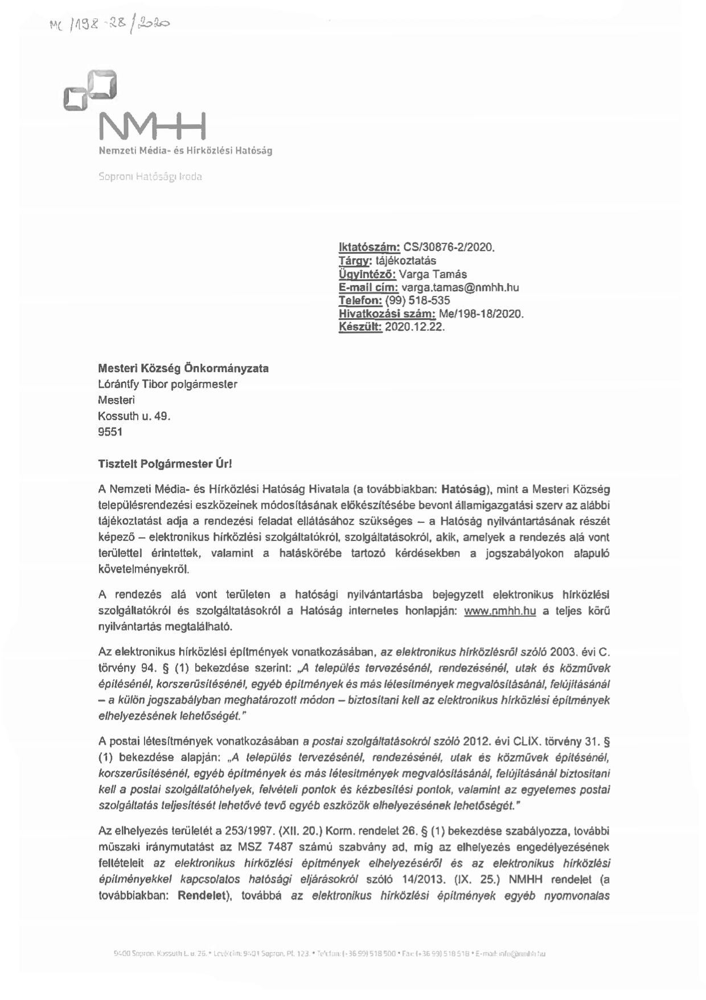 Me /198-28/2020
NMHH
Nemzeti Média- és Hírközlési Hatóság
Soproni Hatósági Iroda
Iktatószám: CS/30876-2/2020.
Tárgy: tájékoztatás
Ügyintéző: Varga Tamás
E-mail cím: varga.tamas@nmhh.hu
Telefon: (99) 518-535
Hivatkozási szám: Me/198-18/2020.
Készült: 2020.12.22.
Mesteri Község Önkormányzata
Lórántfy Tibor polgármester
Mesteri
Kossuth u. 49.
9551
Tisztelt Polgármester Úr!
A Nemzeti Média- és Hírközlési Hatóság Hivatala (a továbbiakban: Hatóság), mint a Mesteri Község
településrendezési eszközeinek módosításának előkészítésébe bevont államigazgatási szerv az alábbi
tájékoztatást adja a rendezési feladat ellátásához szükséges – a Hatóság nyilvántartásának részét
képező – elektronikus hírközlési szolgáltatókról, szolgáltatásokról, akik, amelyek a rendezés alá vont
területtel érintettek, valamint a hatáskörébe tartozó kérdésekben a jogszabályokon alapuló
követelményekről.
A rendezés alá vont területen a hatósági nyilvántartásba bejegyzett elektronikus hírközlési
szolgáltatókról és szolgáltatásokról a Hatóság internetes honlapján: www.nmhh.hu a teljes körű
nyilvántartás megtalálható.
Az elektronikus hírközlési építmények vonatkozásában, az elektronikus hírközlésről szóló 2003. évi C.
törvény 94. § (1) bekezdése szerint: „A település tervezésénél, rendezésénél, utak és közművek
építésénél, korszerűsítésénél, egyéb építmények és más létesítmények megvalósításánál, felújításánál
– a külön jogszabályban meghatározott módon – biztosítani kell az elektronikus hírközlési építmények
elhelyezésének lehetőségét."
A postai létesítmények vonatkozásában a postai szolgáltatásokról szóló 2012. évi CLIX. törvény 31. §
(1) bekezdése alapján: „A település tervezésénél, rendezésénél, utak és közművek építésénél,
korszerűsítésénél, egyéb építmények és más létesítmények megvalósításánál, felújításánál biztosítani
kell a postai szolgáltatóhelyek, felvételi pontok és kézbesítési pontok, valamint az egyetemes postai
szolgáltatás teljesítését lehetővé tevő egyéb eszközök elhelyezésének lehetőségét."
Az elhelyezés területét a 253/1997. (XII. 20.) Korm. rendelet 26. § (1) bekezdése szabályozza, további
műszaki iránymutatást az MSZ 7487 számú szabvány ad, míg az elhelyezés engedélyezésének
feltételeit az elektronikus hírközlési építmények elhelyezéséről és az elektronikus hírközlési
építményekkel kapcsolatos hatósági eljárásokról szóló 14/2013. (IX. 25.) NMHH rendelet (a
továbbiakban: Rendelet), továbbá az elektronikus hírközlési építmények egyéb nyomvonalas
9400 Sopron, Kossuth L. u. 26. * Levélcím: 9401 Sopron, Pf. 123. * Telefon: (+36 99) 518 500 * Fax: (+36 99) 518 518 * E-mail: info@nmhh.hu